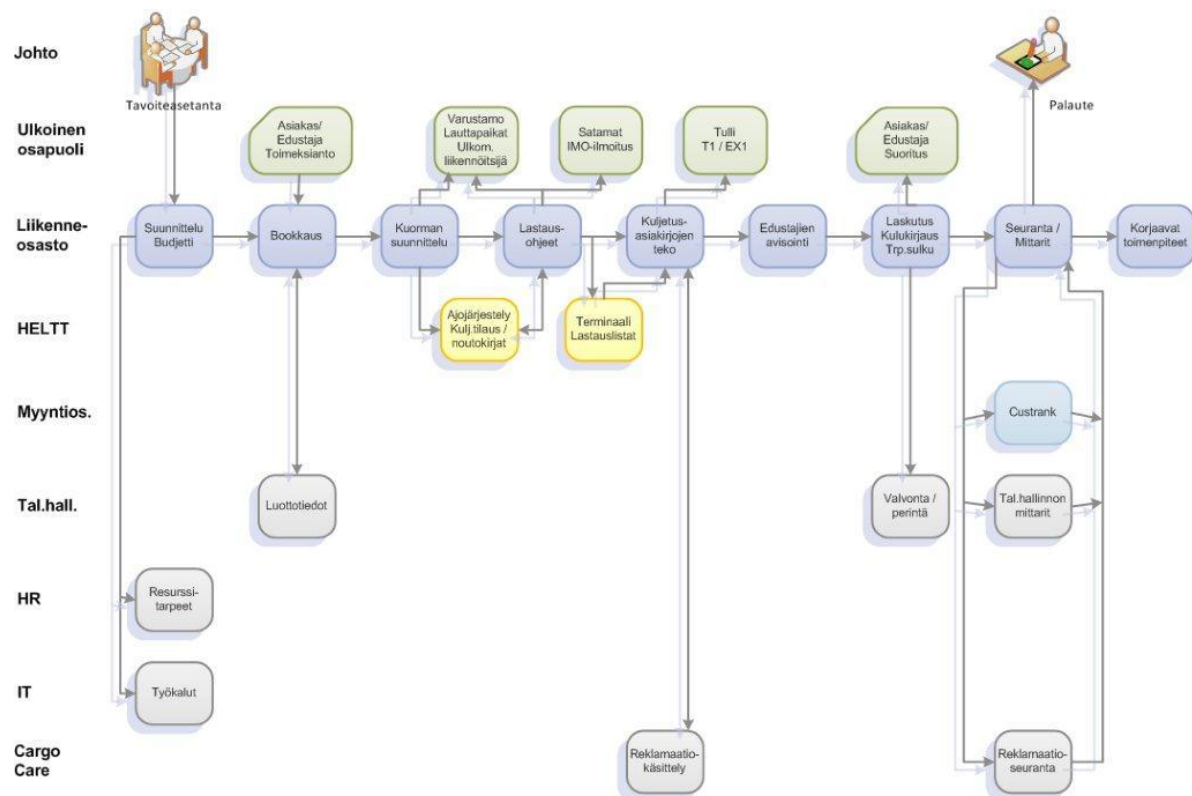 Johto
Tavoiteasetanta
Palaute
Ulkoinen
osapuoli
Asiakas/
Edustaja
Toimeksianto
Varustamo
Lauttapaikat
Ulkom.
liikennöitsijä
Satamat
IMO-ilmoitus
Tulli
T1 / EX1
Asiakas/
Edustaja
Suoritus
Liikenne-
osasto
Suunnittelu
Budjetti
Bookkaus
Kuorman
suunnittelu
Lastaus-
ohjeet
Kuljetus-
asiakirjojen
teko
Edustajien
avisointi
Laskutus
Kulukirjaus
Trp.sulku
Seuranta /
Mittarit
Korjaavat
toimenpiteet
HELTT
Ajojärjestely
Kulj.tilaus /
noutokirjat
Terminaali
Lastauslistat
Myyntios.
Custrank
Tal.hall.
Luottotiedot
Valvonta /
perintä
Tal.hallinnon
mittarit
HR
Resurssi-
tarpeet
IT
Työkalut
Cargo
Care
Reklamaatio-
käsittely
Reklamaatio-
seuranta